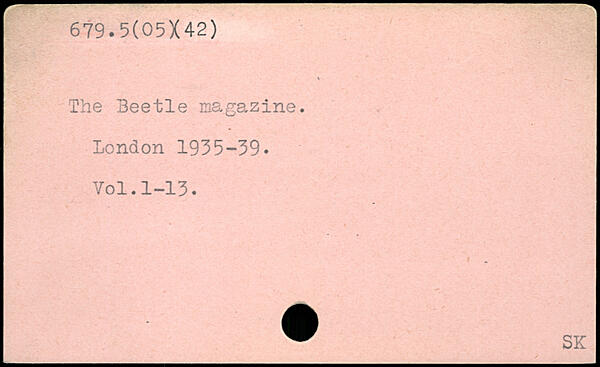 679.5(05)(42)
The Beetle magazine.
London 1935-39.
Vol.1-13.
SK